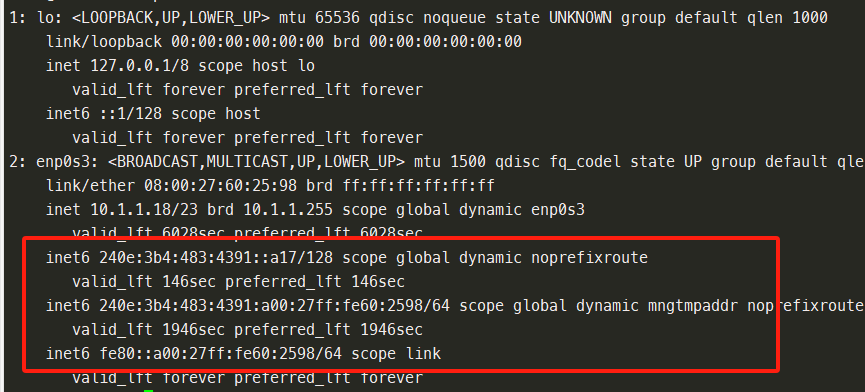 1: lo: <LOOPBACK,UP,LOWER_UP> mtu 65536 qdisc noqueue state UNKNOWN group default qlen 1000
link/loopback 00:00:00:00:00:00 brd 00:00:00:00:00:00
inet 127.0.0.1/8 scope host lo
valid_lft forever preferred_lft forever
inet6 ::1/128 scope host
valid_lft forever preferred_lft forever
2: enp0s3: <BROADCAST,MULTICAST,UP,LOWER_UP> mtu 1500 qdisc fq_codel state UP group default qle
link/ether 08:00:27:60:25:98 brd ff:ff:ff:ff:ff:ff
inet 10.1.1.18/23 brd 10.1.1.255 scope global dynamic enp0s3
valid_lft 6028sec preferred_lft 6028sec
inet6 240e:3b4:483:4391::a17/128 scope global dynamic noprefixroute
valid_lft 146sec preferred_lft 146sec
inet6 240e:3b4:483:4391:a00:27ff:fe60:2598/64 scope global dynamic mngtmpaddr noprefixroute
valid_lft 1946sec preferred_lft 1946sec
inet6 fe80::a00:27ff:fe60:2598/64 scope link
valid_lft forever preferred_lft forever